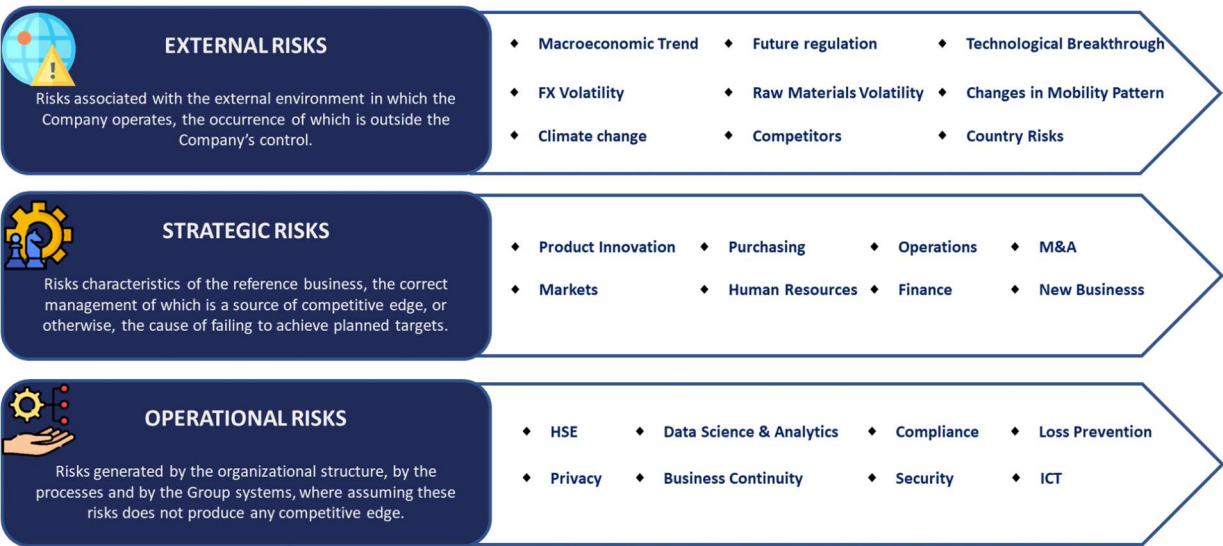 EXTERNAL RISKS
Risks associated with the external environment in which the
Company operates, the occurrence of which is outside the
Company's control.
Macroeconomic Trend
Future regulation
Technological Breakthrough
FX Volatility
Raw Materials Volatility
Changes in Mobility Pattern
Climate change
Competitors
Country Risks
STRATEGIC RISKS
Risks characteristics of the reference business, the correct
management of which is a source of competitive edge, or
otherwise, the cause of failing to achieve planned targets.
Product Innovation
Purchasing
Operations
M&A
Markets
Human Resources
Finance
New Businesss
OPERATIONAL RISKS
Risks generated by the organizational structure, by the
processes and by the Group systems, where assuming these
risks does not produce any competitive edge.
HSE
Data Science & Analytics
Compliance
Loss Prevention
Privacy
Business Continuity
Security
ICT